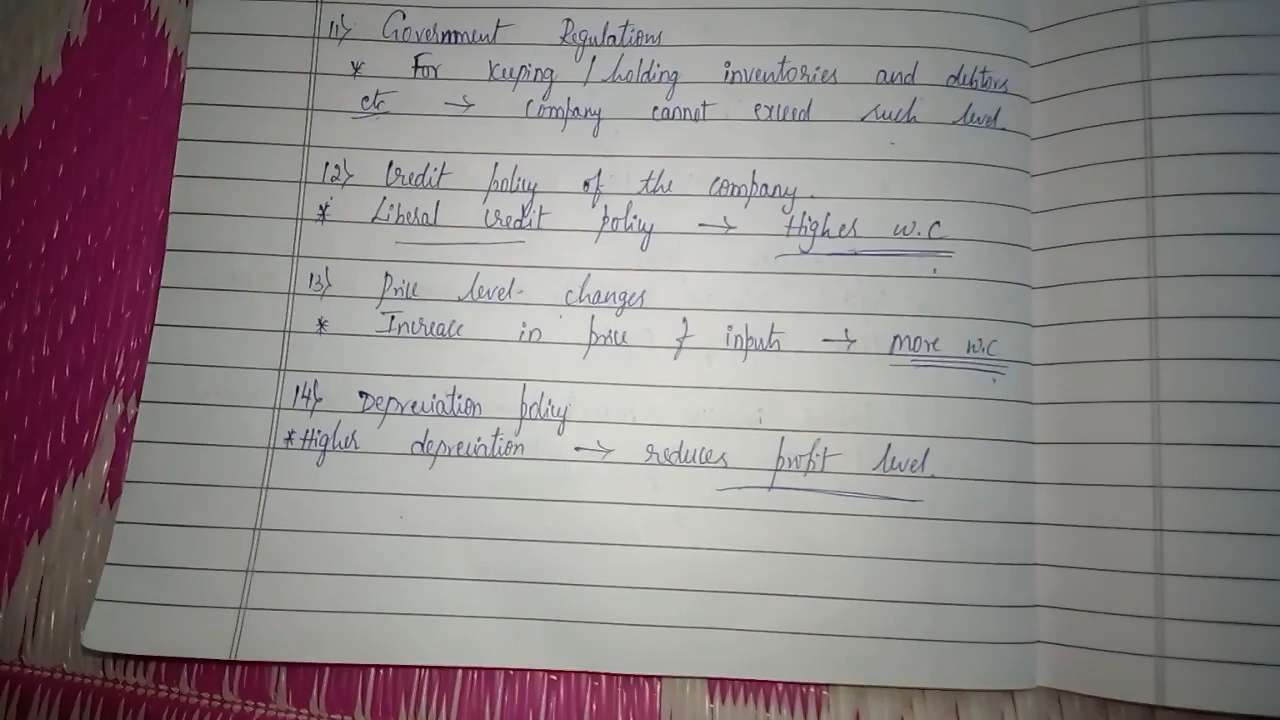 11) Government Regulations
* For keeping / holding inventories and debtors
etc → Company cannot exceed such level.
12) Credit policy of the company.
* Liberal credit policy → Higher W.C
13) Price level changes
* Increase in price of inputs → more W.C
14) Depreciation policy
* Higher depreciation → reduces profit level.